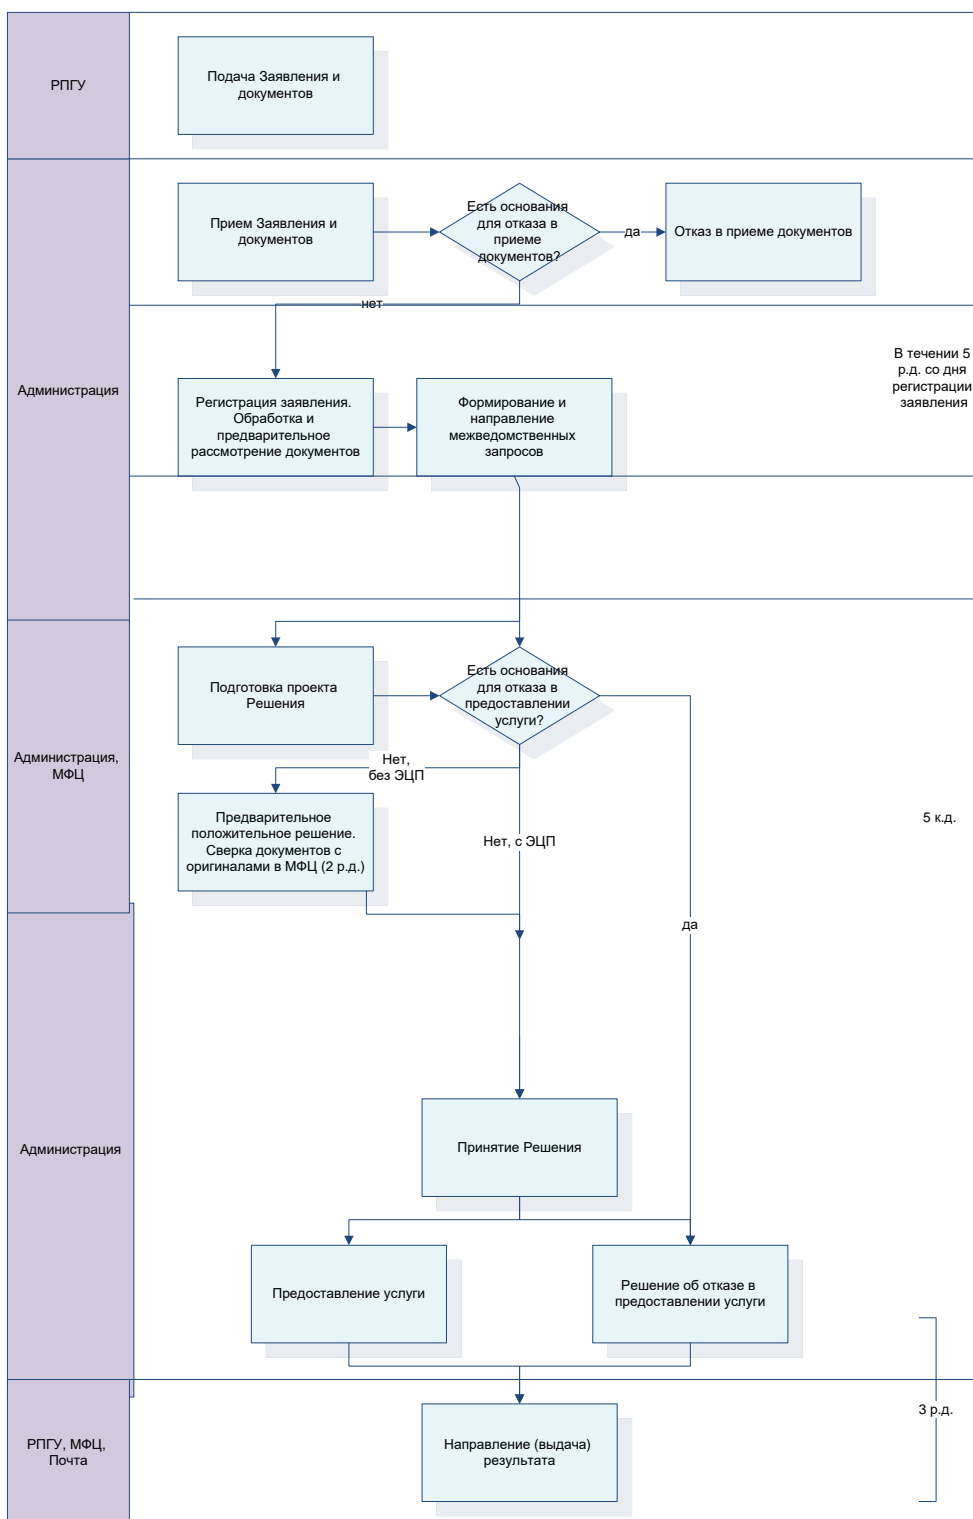 РПГУ
Подача Заявления и
документов
Прием Заявления и
документов
Есть основания
для отказа в
приеме
документов?
да
Отказ в приеме документов
нет
Администрация
В течении 5
р.д. со дня
регистрации
заявления
Регистрация заявления.
Обработка и
предварительное
рассмотрение документов
Формирование и
направление
межведомственных
запросов
Администрация,
МФЦ
Подготовка проекта
Решения
Есть основания
для отказа в
предоставлении
услуги?
Нет,
без ЭЦП
Предварительное
положительное решение.
Сверка документов с
оригиналами в МФЦ (2 р.д.)
Нет, с ЭЦП
5 к.д.
да
Администрация
Принятие Решения
Предоставление услуги
Решение об отказе в
предоставлении услуги
3 р.д.
РПГУ, МФЦ,
Почта
Направление (выдача)
результата